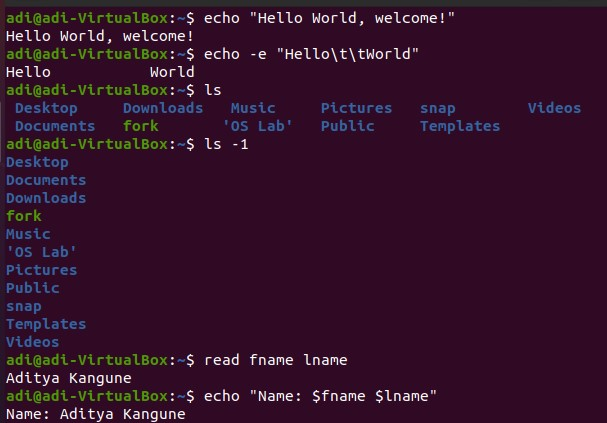 adi@adi-VirtualBox:~$ echo "Hello World, welcome!"
Hello World, welcome!
adi@adi-VirtualBox:~$ echo -e "Hello\t\tWorld"
Hello		World
adi@adi-VirtualBox:~$ ls
 Desktop     Downloads   Music      Pictures   snap        Videos
 Documents   fork       'OS Lab'    Public     Templates
adi@adi-VirtualBox:~$ ls -1
Desktop
Documents
Downloads
fork
Music
'OS Lab'
Pictures
Public
snap
Templates
Videos
adi@adi-VirtualBox:~$ read fname lname
Aditya Kangune
adi@adi-VirtualBox:~$ echo "Name: $fname $lname"
Name: Aditya Kangune